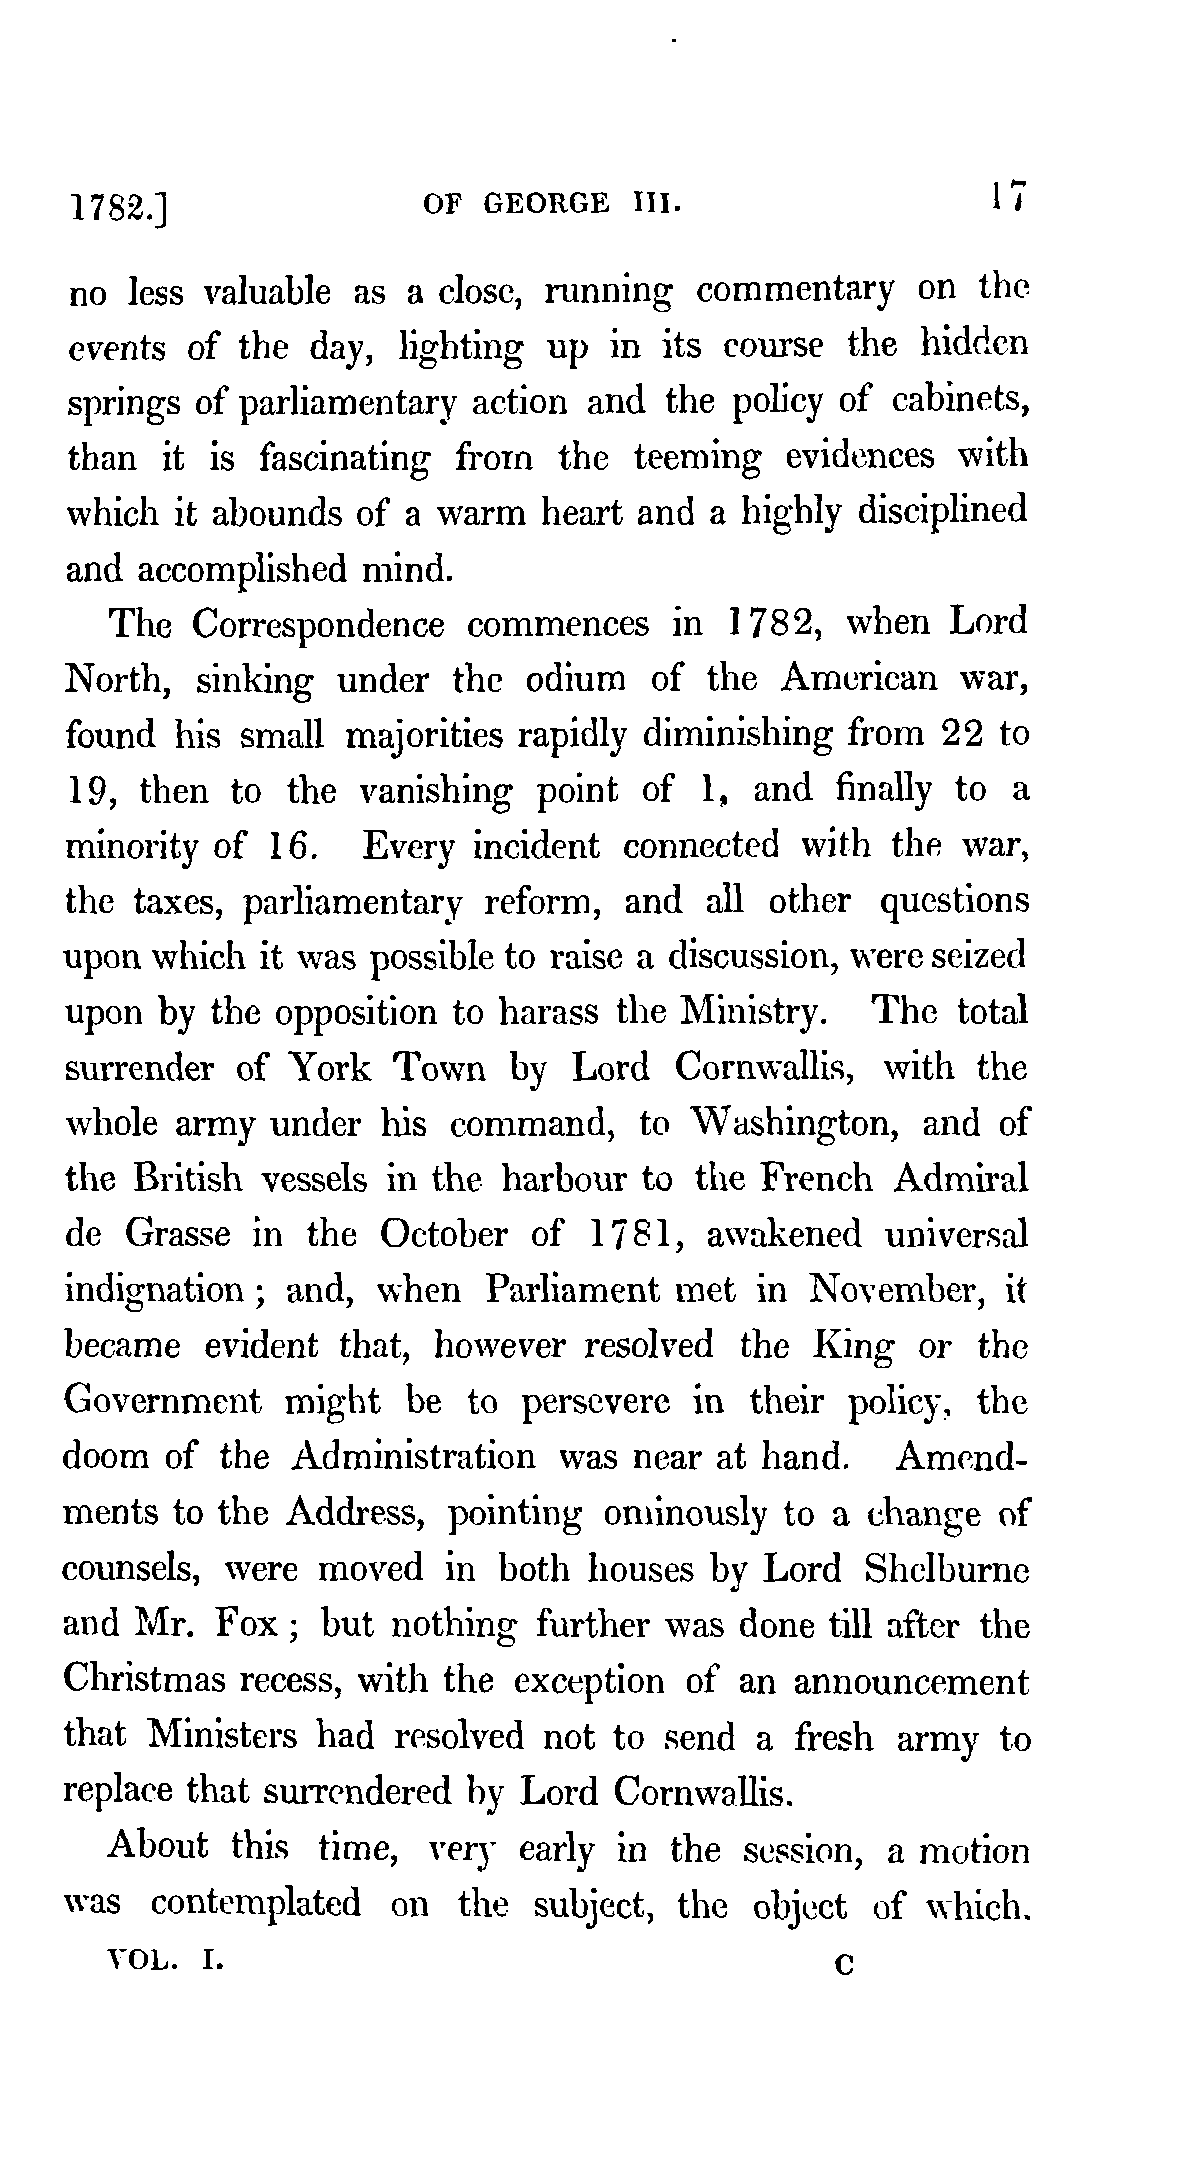 1782.] OF GEORGE III. 17
no less valuable as a close, running commentary on the
events of the day, lighting up in its course the hidden
springs of parliamentary action and the policy of cabinets,
than it is fascinating from the teeming evidences with
which it abounds of a warm heart and a highly disciplined
and accomplished mind.
The Correspondence commences in 1782, when Lord
North, sinking under the odium of the American war,
found his small majorities rapidly diminishing from 22 to
19, then to the vanishing point of 1, and finally to a
minority of 16. Every incident connected with the war,
the taxes, parliamentary reform, and all other questions
upon which it was possible to raise a discussion, were seized
upon by the opposition to harass the Ministry. The total
surrender of York Town by Lord Cornwallis, with the
whole army under his command, to Washington, and of
the British vessels in the harbour to the French Admiral
de Grasse in the October of 1781, awakened universal
indignation ; and, when Parliament met in November, it
became evident that, however resolved the King or the
Government might be to persevere in their policy, the
doom of the Administration was near at hand. Amend-
ments to the Address, pointing ominously to a change of
counsels, were moved in both houses by Lord Shelburne
and Mr. Fox ; but nothing further was done till after the
Christmas recess, with the exception of an announcement
that Ministers had resolved not to send a fresh army to
replace that surrendered by Lord Cornwallis.
About this time, very early in the session, a motion
was contemplated on the subject, the object of which.
VOL. I. C